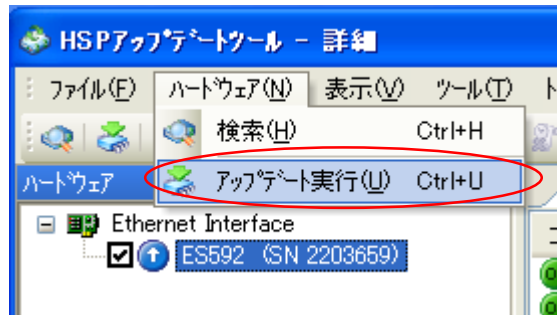 HSPアップデートツール - 詳細
ファイル(F) ハードウェア(N) 表示(V) ツール(T)
検索(H) Ctrl+H
アップデート実行(U) Ctrl+U
ハードウェア
Ethernet Interface
ES592 (SN 2203659)